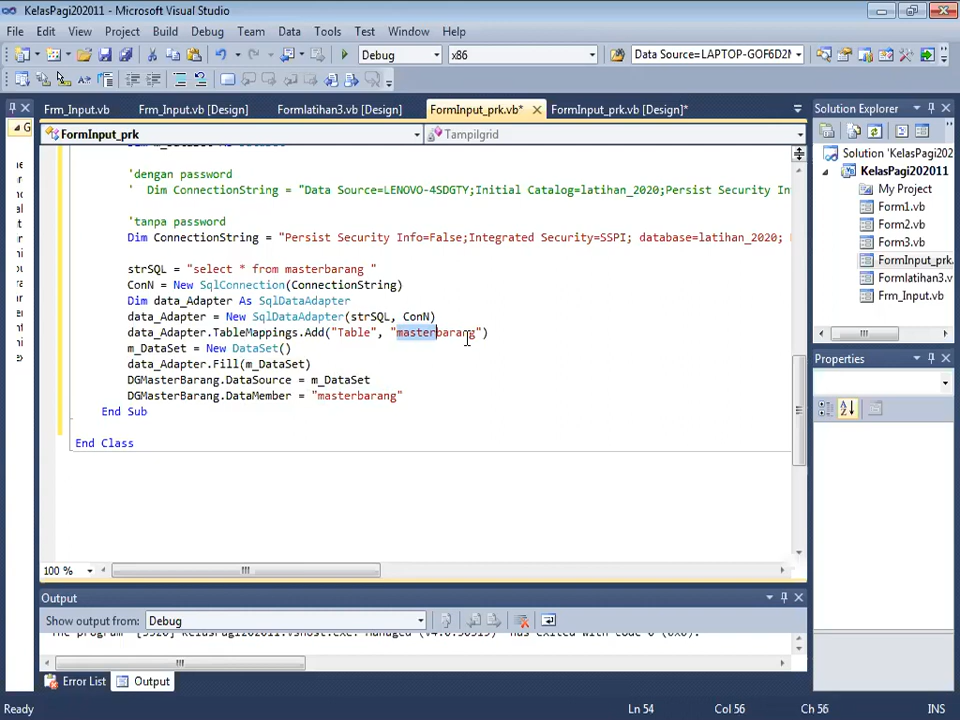 KelasPagi202011 - Microsoft Visual Studio
File Edit View Project Build Debug Team Data Tools Test Window Help
Debug x86 Data Source=LAPTOP-GOF6D2M
Frm_Input.vb Frm_Input.vb [Design] Formlatihan3.vb [Design] FormInput_prk.vb* FormInput_prk.vb [Design]*
FormInput_prk Tampilgrid
'dengan password
' Dim ConnectionString = "Data Source=LENOVO-4SDGTY;Initial Catalog=latihan_2020;Persist Security In
'tanpa password
Dim ConnectionString = "Persist Security Info=False;Integrated Security=SSPI; database=latihan_2020;
strSQL = "select * from masterbarang "
ConN = New SqlConnection(ConnectionString)
Dim data_Adapter As SqlDataAdapter
data_Adapter = New SqlDataAdapter(strSQL, ConN)
data_Adapter.TableMappings.Add("Table", "masterbarang")
m_DataSet = New DataSet()
data_Adapter.Fill(m_DataSet)
DGMasterBarang.DataSource = m_DataSet
DGMasterBarang.DataMember = "masterbarang"
End Sub
End Class
100 %
Solution Explorer
Solution 'KelasPagi202
KelasPagi202011
My Project
Form1.vb
Form2.vb
Form3.vb
FormInput_prk.
Formlatihan3.v
Frm_Input.vb
Properties
Output
Show output from: Debug
Error List Output
Ready Ln 54 Col 56 Ch 56 INS